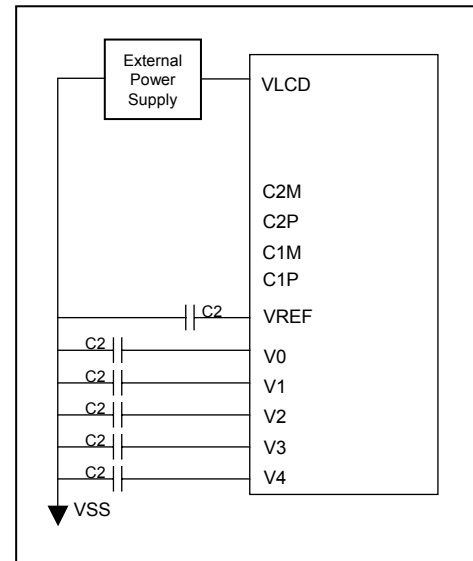 External
Power
Supply
VLCD
C2M
C2P
C1M
C1P
C2 VREF
C2 V0
C2 V1
C2 V2
C2 V3
C2 V4
VSS